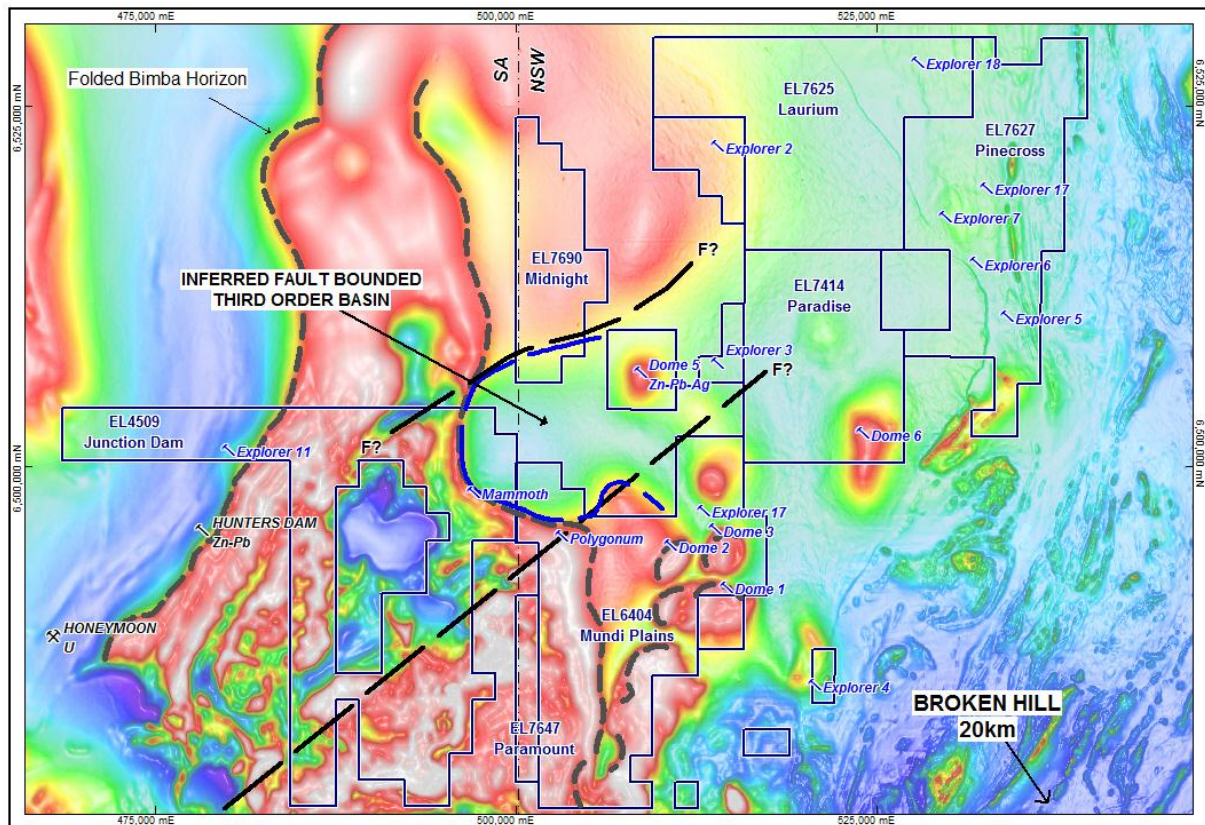 475,000 mE
500,000 mE
525,000 mE
6,525,000 mN
6,525,000 mN
SA
NSW
Folded Bimba Horizon
Explorer 18
EL7625
Laurium
EL7627
Pinecross
Explorer 2
Explorer 17
Explorer 7
F?
EL7690
Midnight
Explorer 6
INFERRED FAULT BOUNDED
THIRD ORDER BASIN
EL7414
Paradise
Explorer 5
Explorer 3
Dome 5
Zn-Pb-Ag
F?
EL4509
Junction Dam
F?
Explorer 11
Dome 6
6,500,000 mN
6,500,000 mN
Mammoth
Explorer 17
HUNTERS DAM
Zn-Pb
Polygonum
Dome 3
Dome 2
Dome 1
EL6404
Mundi Plains
HONEYMOON
U
Explorer 4
BROKEN HILL
20km
EL7647
Paramount
475,000 mE
500,000 mE
525,000 mE